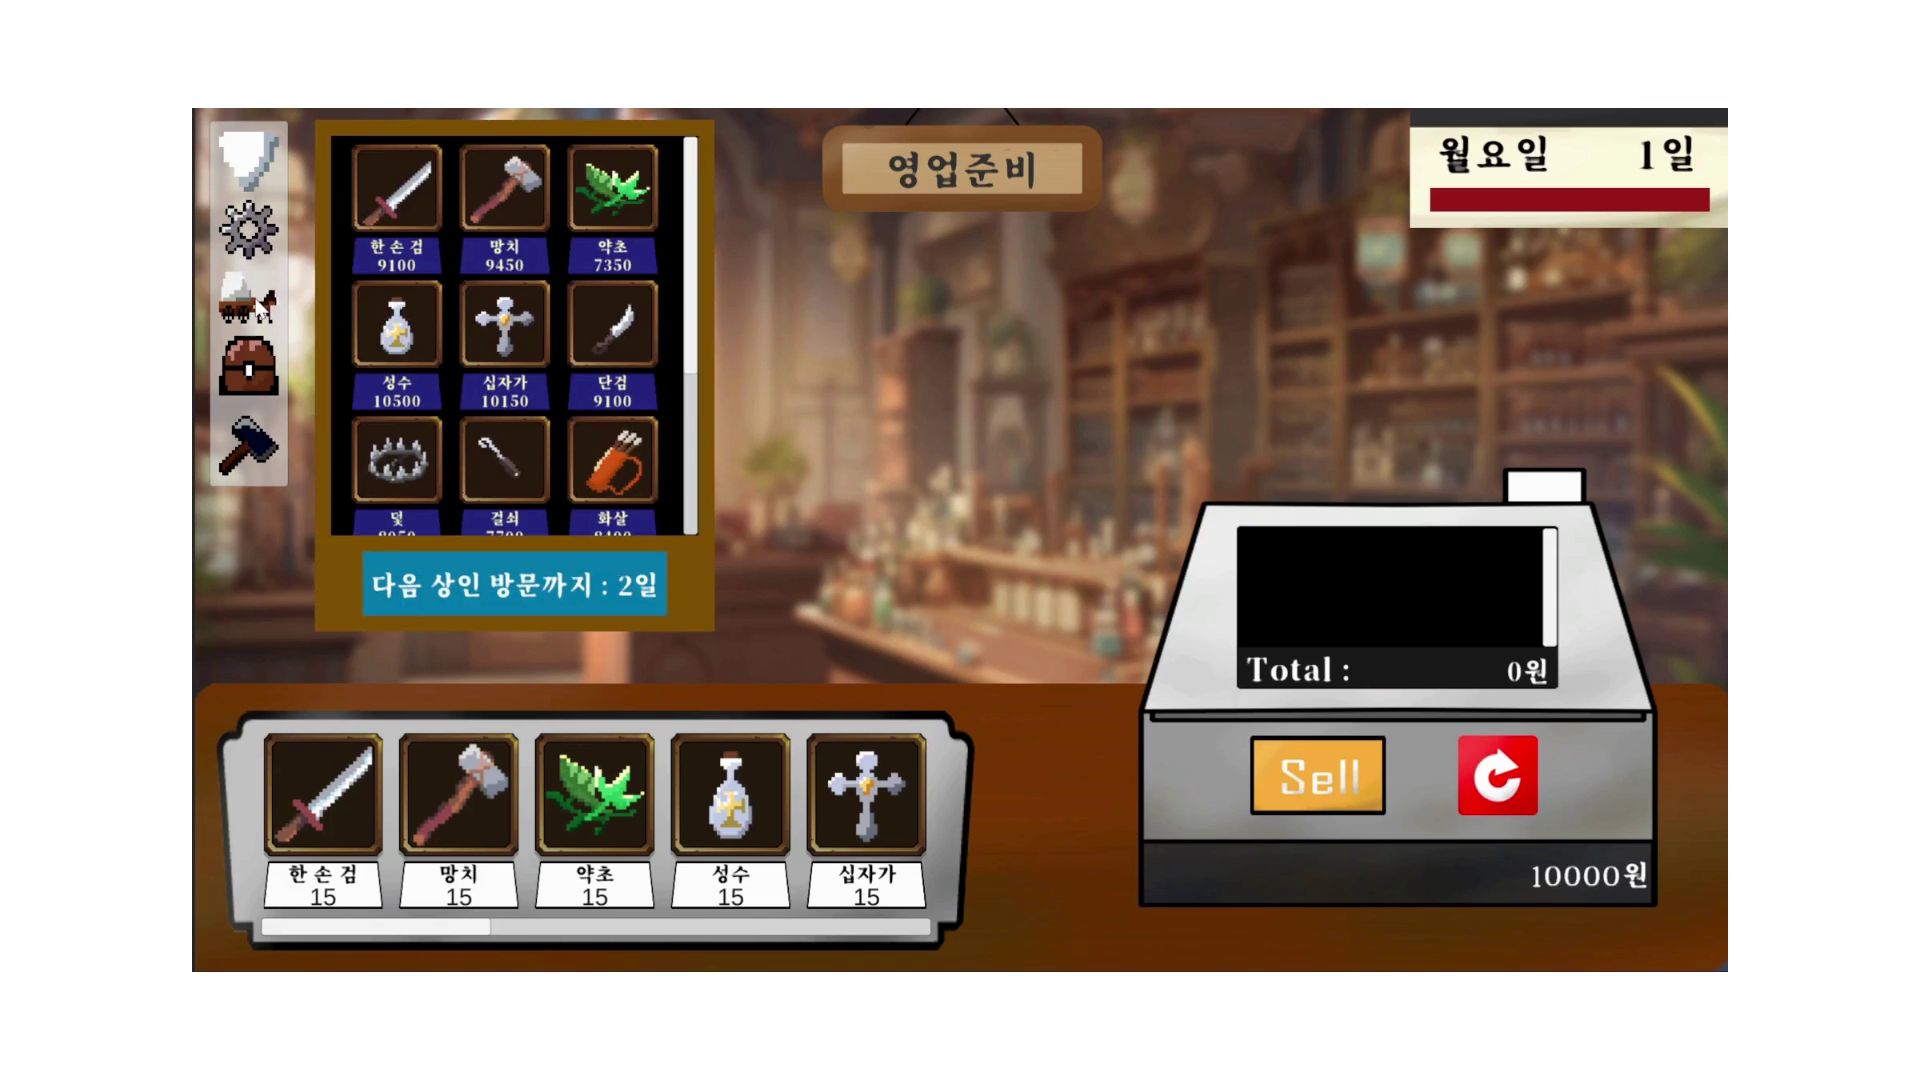 영업준비
월요일 1일
한 손 검 망치 약초
9100 9450 7350
성수 십자가 단검
10500 10150 9100
덫 걸쇠 화살
다음 상인 방문까지 : 2일
Total : 0원
Sell
10000원
한 손 검 망치 약초 성수 십자가
15 15 15 15 15